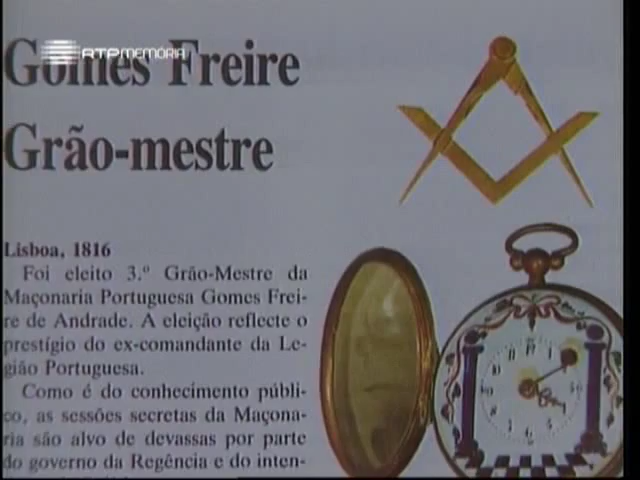 RTP MEMÓRIA
Gomes Freire
Grão-mestre
Lisboa, 1816
Foi eleito 3.º Grão-Mestre da
Maçonaria Portuguesa Gomes Frei-
re de Andrade. A eleição reflecte o
prestígio do ex-comandante da Le-
gião Portuguesa.
Como é do conhecimento públi-
co, as sessões secretas da Maçona-
ria são alvo de devassas por parte
do governo da Regência e do inten-